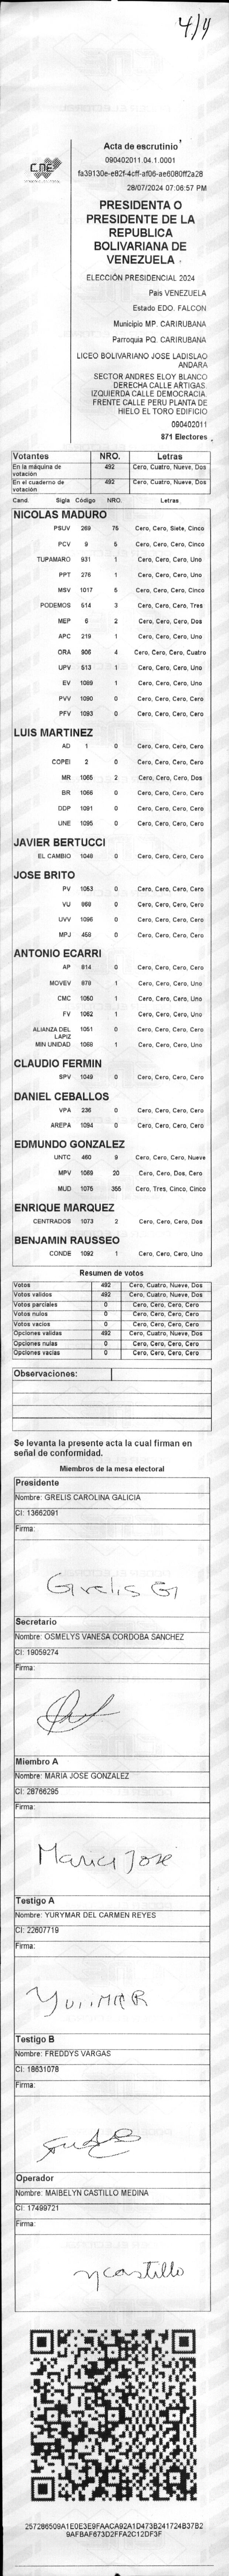 4/4
CNE
Acta de escrutinio
090402011.04.1.0001
fa39130e-e82f-4cff-af06-ae6080ff2a28
28/07/2024 07:06:57 PM
PRESIDENTA O
PRESIDENTE DE LA
REPUBLICA
BOLIVARIANA DE
VENEZUELA
ELECCIÓN PRESIDENCIAL 2024
País VENEZUELA
Estado EDO. FALCON
Municipio MP. CARIRUBANA
Parroquia PQ. CARIRUBANA
LICEO BOLIVARIANO JOSE LADISLAO
ANDARA
SECTOR ANDRES ELOY BLANCO
DERECHA CALLE ARTIGAS.
IZQUIERDA CALLE DEMOCRACIA.
FRENTE CALLE PERU PLANTA DE
HIELO EL TORO EDIFICIO
090402011
871 Electores
Votantes NRO. Letras
En la máquina de votación 492 Cero, Cuatro, Nueve, Dos
En el cuaderno de votación 492 Cero, Cuatro, Nueve, Dos
Cand Sigla Código NRO. Letras
NICOLAS MADURO
PSUV 269 75 Cero, Cero, Siete, Cinco
PCV 9 5 Cero, Cero, Cero, Cinco
TUPAMARO 931 1 Cero, Cero, Cero, Uno
PPT 276 1 Cero, Cero, Cero, Uno
MSV 1017 5 Cero, Cero, Cero, Cinco
PODEMOS 514 3 Cero, Cero, Cero, Tres
MEP 6 2 Cero, Cero, Cero, Dos
APC 219 1 Cero, Cero, Cero, Uno
ORA 906 4 Cero, Cero, Cero, Cuatro
UPV 513 1 Cero, Cero, Cero, Uno
EV 1089 1 Cero, Cero, Cero, Uno
PVV 1090 0 Cero, Cero, Cero, Cero
PFV 1093 0 Cero, Cero, Cero, Cero
LUIS MARTINEZ
AD 1 0 Cero, Cero, Cero, Cero
COPEI 2 0 Cero, Cero, Cero, Cero
MR 1065 2 Cero, Cero, Cero, Dos
BR 1066 0 Cero, Cero, Cero, Cero
DDP 1091 0 Cero, Cero, Cero, Cero
UNE 1095 0 Cero, Cero, Cero, Cero
JAVIER BERTUCCI
EL CAMBIO 1048 0 Cero, Cero, Cero, Cero
JOSE BRITO
PV 1053 0 Cero, Cero, Cero, Cero
VU 969 0 Cero, Cero, Cero, Cero
UVV 1096 0 Cero, Cero, Cero, Cero
MPJ 458 0 Cero, Cero, Cero, Cero
ANTONIO ECARRI
AP 814 0 Cero, Cero, Cero, Cero
MOVEV 878 1 Cero, Cero, Cero, Uno
CMC 1050 1 Cero, Cero, Cero, Uno
FV 1062 1 Cero, Cero, Cero, Uno
ALIANZA DEL LAPIZ 1051 0 Cero, Cero, Cero, Cero
MIN UNIDAD 1068 1 Cero, Cero, Cero, Uno
CLAUDIO FERMIN
SPV 1049 0 Cero, Cero, Cero, Cero
DANIEL CEBALLOS
VPA 236 0 Cero, Cero, Cero, Cero
AREPA 1094 0 Cero, Cero, Cero, Cero
EDMUNDO GONZALEZ
UNTC 460 9 Cero, Cero, Cero, Nueve
MPV 1069 20 Cero, Cero, Dos, Cero
MUD 1075 355 Cero, Tres, Cinco, Cinco
ENRIQUE MARQUEZ
CENTRADOS 1073 2 Cero, Cero, Cero, Dos
BENJAMIN RAUSSEO
CONDE 1092 1 Cero, Cero, Cero, Uno
Resumen de votos
Votos 492 Cero, Cuatro, Nueve, Dos
Votos validos 492 Cero, Cuatro, Nueve, Dos
Votos parciales 0 Cero, Cero, Cero, Cero
Votos nulos 0 Cero, Cero, Cero, Cero
Votos vacios 0 Cero, Cero, Cero, Cero
Opciones validas 492 Cero, Cuatro, Nueve, Dos
Opciones nulas 0 Cero, Cero, Cero, Cero
Opciones vacias 0 Cero, Cero, Cero, Cero
Observaciones:
Se levanta la presente acta la cual firman en
señal de conformidad.
Miembros de la mesa electoral
Presidente
Nombre: GRELIS CAROLINA GALICIA
CI: 13662091
Firma:
Grelis G
Secretario
Nombre: OSMELYS VANESA CORDOBA SANCHEZ
CI: 19059274
Firma:
Miembro A
Nombre: MARIA JOSE GONZALEZ
CI: 28766295
Firma:
Maria Jose
Testigo A
Nombre: YURYMAR DEL CARMEN REYES
CI: 22607719
Firma:
Testigo B
Nombre: FREDDYS VARGAS
CI: 18631078
Firma:
Operador
Nombre: MAIBELYN CASTILLO MEDINA
CI: 17499721
Firma:
mcastillo
257286509A1E0E3E9FAACA92A1D473B241724B37B2
9AFBAF673D2FFA2C12DF3F